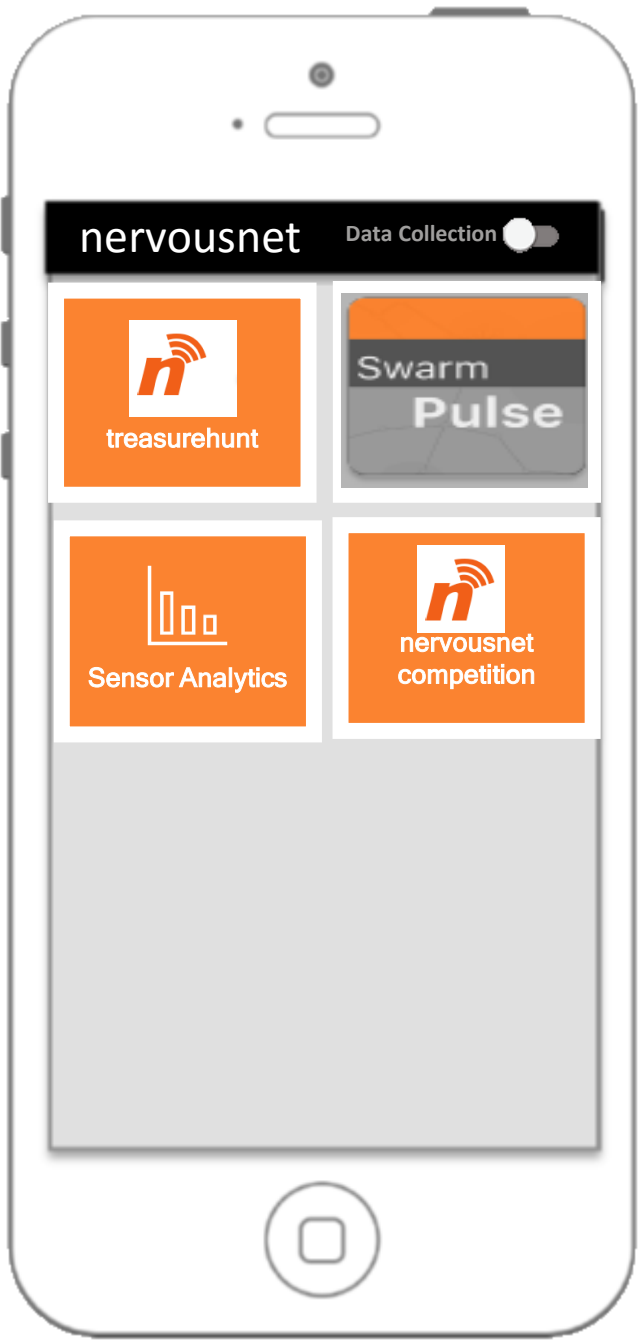 nervousnet
Data Collection
n
treasurehunt
Swarm
Pulse
Sensor Analytics
n
nervousnet
competition